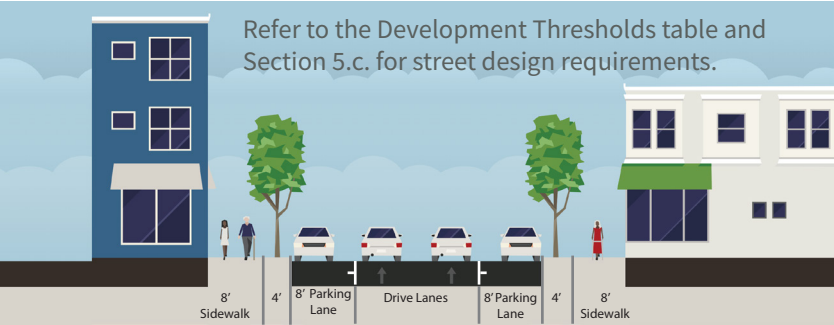 Refer to the Development Thresholds table and
Section 5.c. for street design requirements.
8’
Sidewalk
4’
8’ Parking
Lane
Drive Lanes
8’ Parking
Lane
4’
8’
Sidewalk